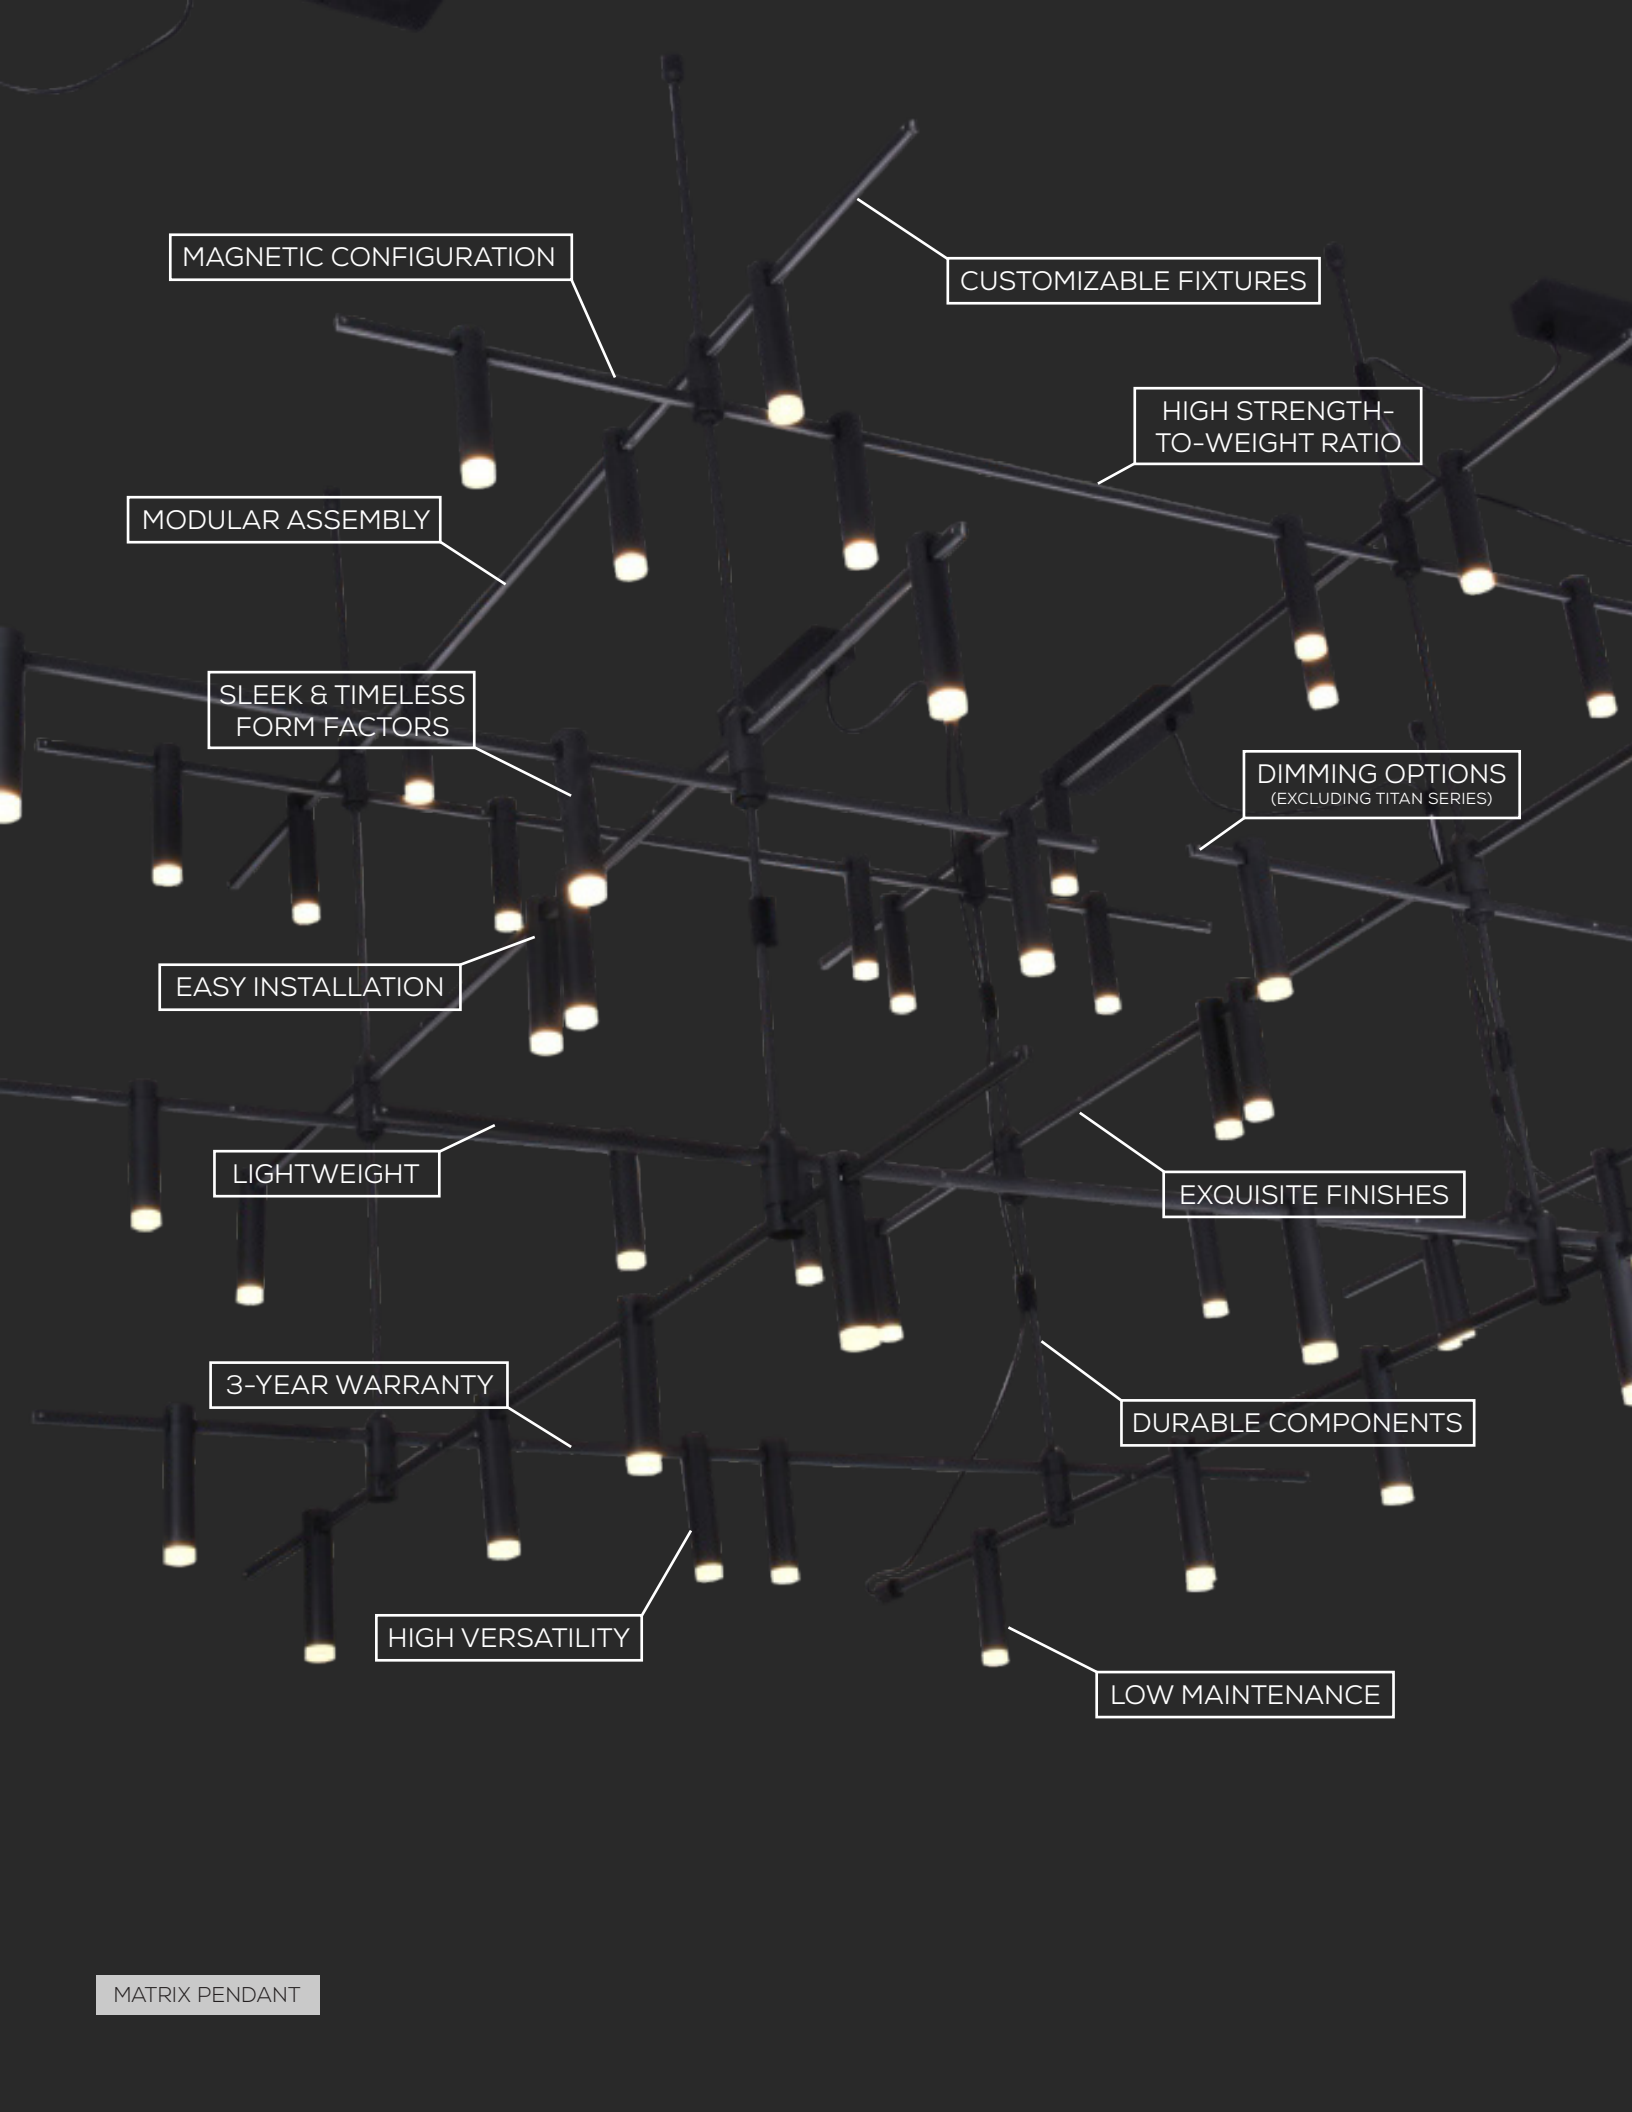 MAGNETIC CONFIGURATION
CUSTOMIZABLE FIXTURES
HIGH STRENGTH-
TO-WEIGHT RATIO
MODULAR ASSEMBLY
SLEEK & TIMELESS
FORM FACTORS
DIMMING OPTIONS
(EXCLUDING TITAN SERIES)
EASY INSTALLATION
LIGHTWEIGHT
EXQUISITE FINISHES
3-YEAR WARRANTY
DURABLE COMPONENTS
HIGH VERSATILITY
LOW MAINTENANCE
MATRIX PENDANT